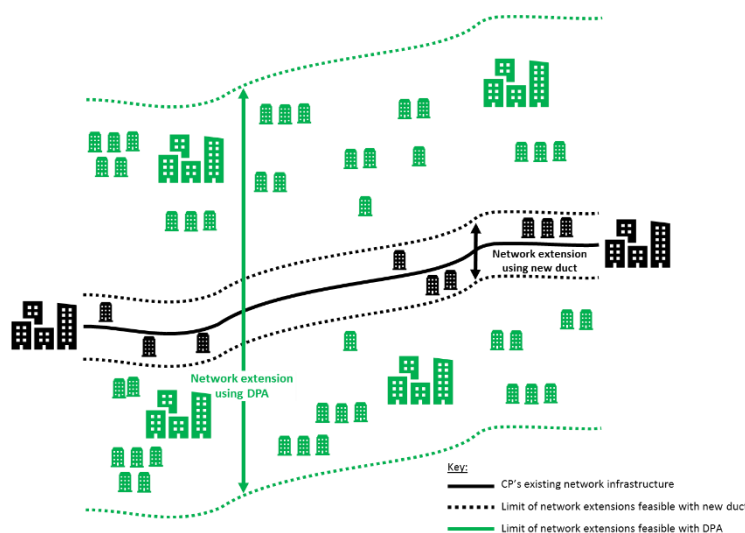 Network extension
using new duct
Network extension
using DPA
Key:
CP's existing network infrastructure
Limit of network extensions feasible with new duct
Limit of network extensions feasible with DPA